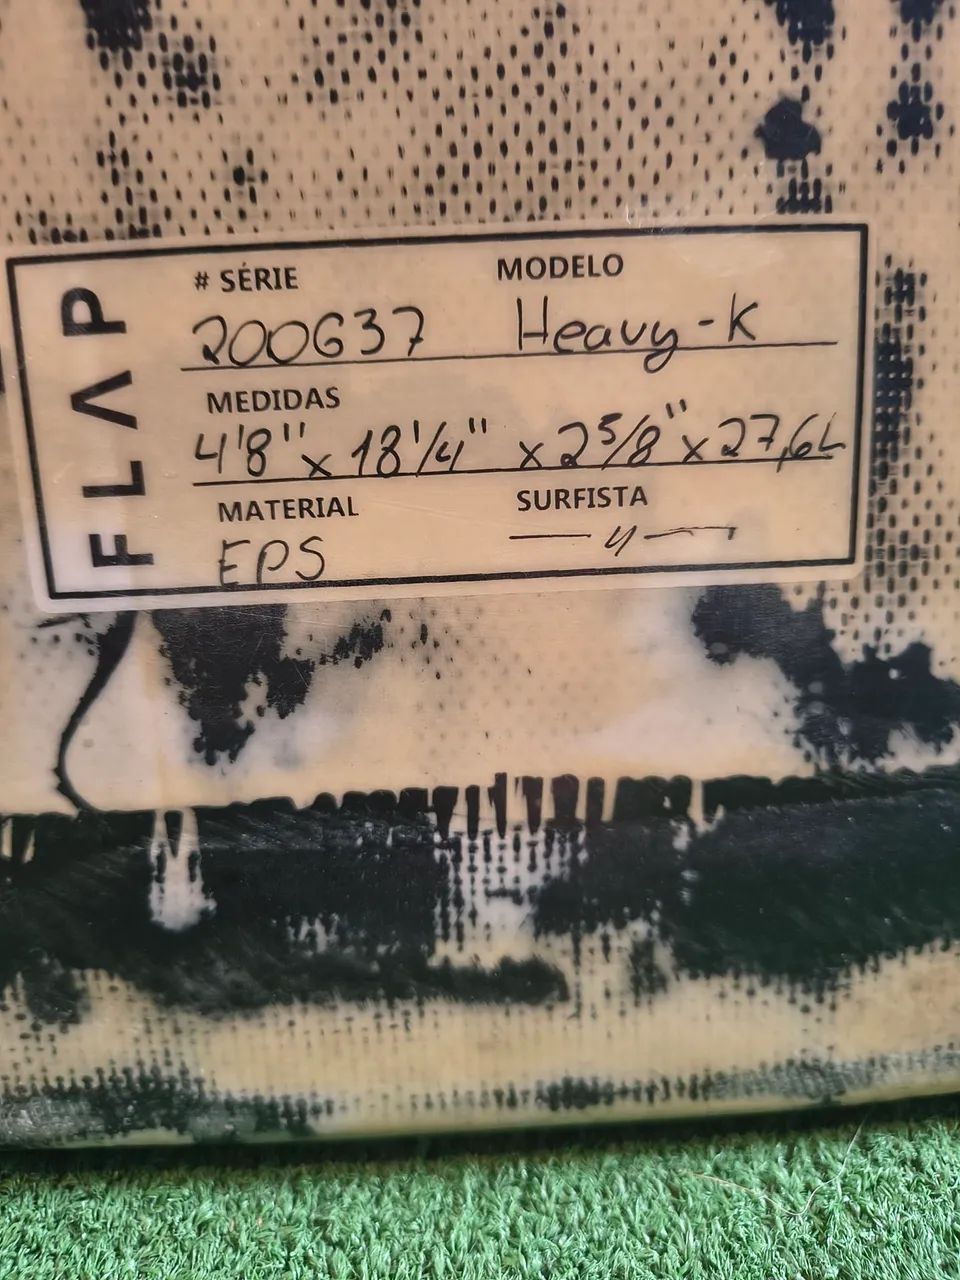 FLAP
# SÉRIE MODELO
200637 Heavy-K
MEDIDAS
4'8" x 18 1/4" x 2 5/8" x 27,6L
MATERIAL SURFISTA
EPS